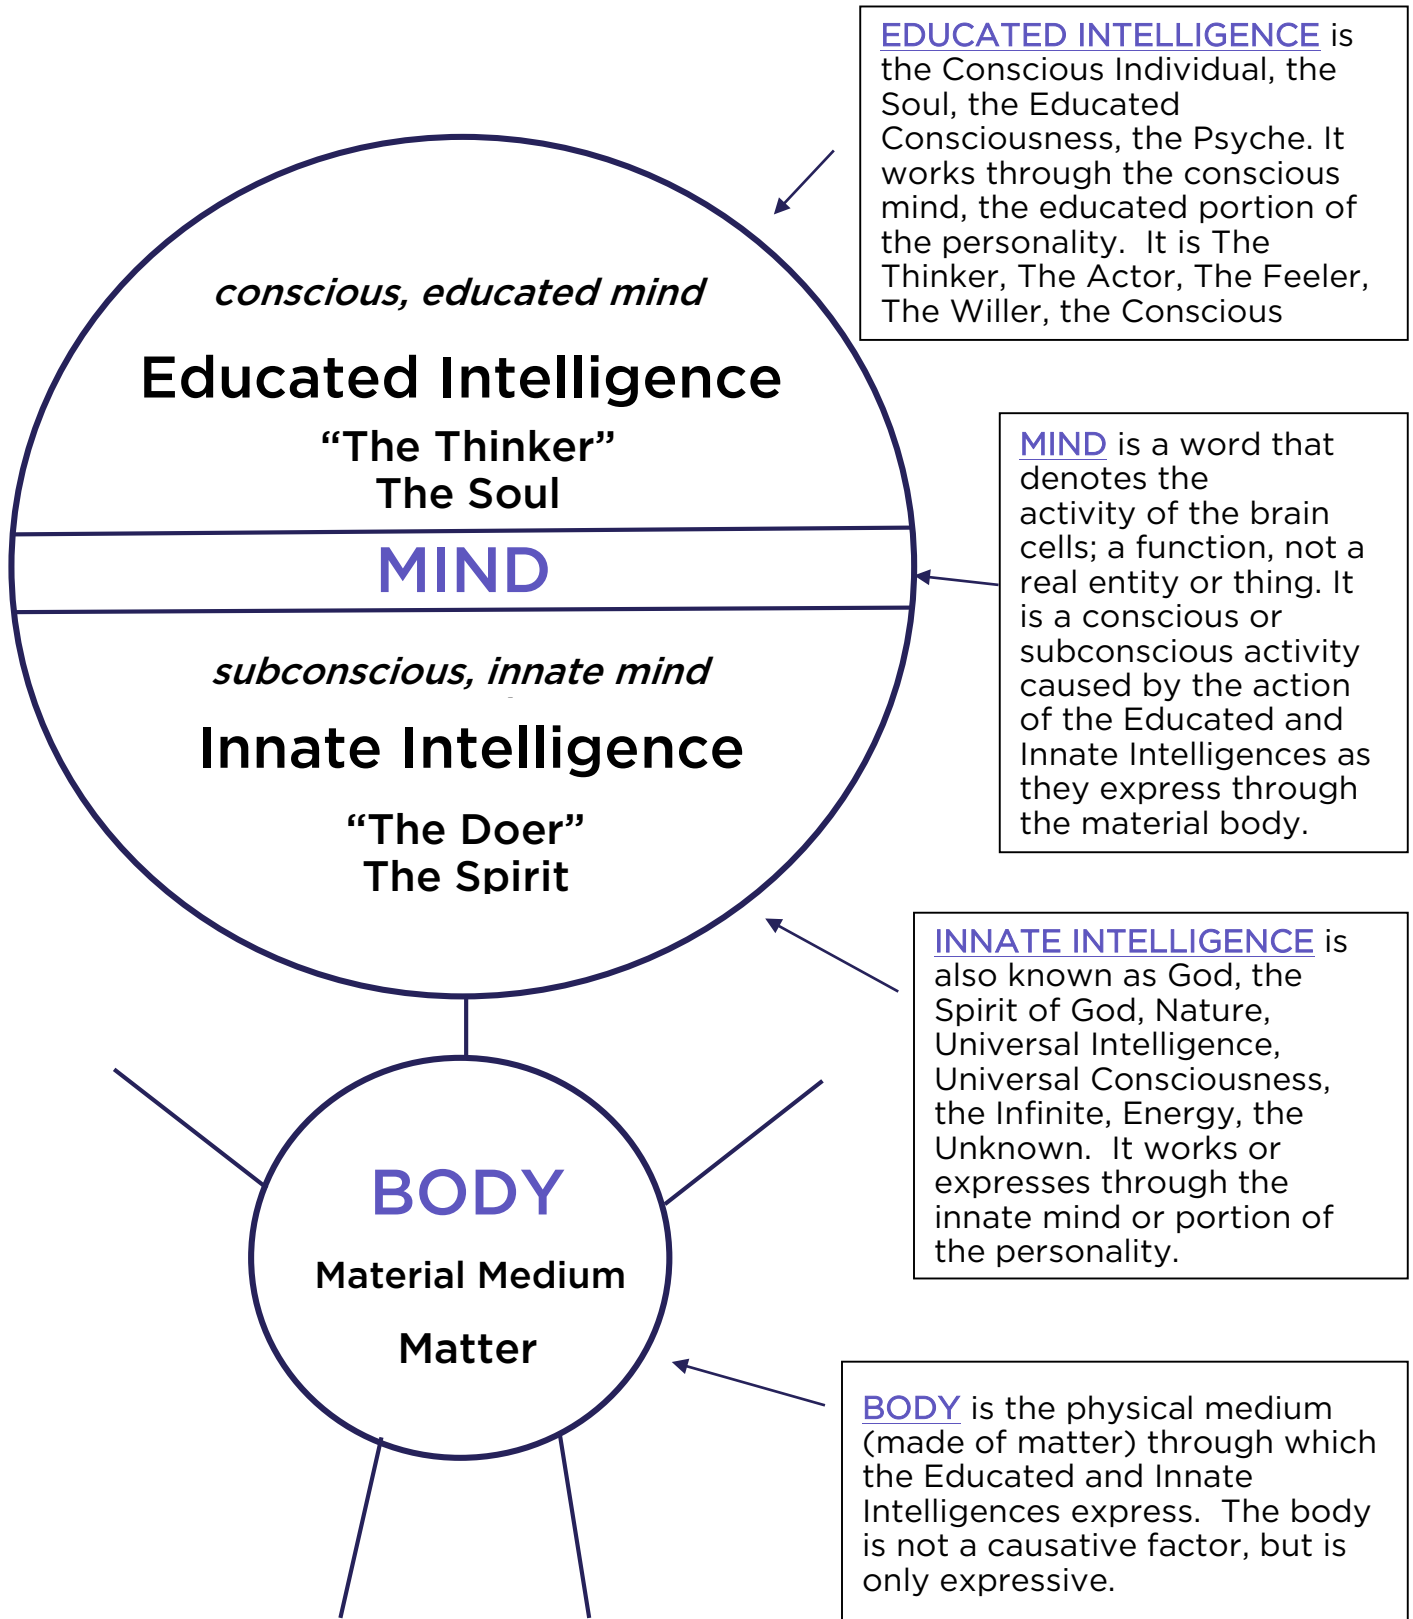 EDUCATED INTELLIGENCE is
the Conscious Individual, the
Soul, the Educated
Consciousness, the Psyche. It
works through the conscious
mind, the educated portion of
the personality.  It is The
Thinker, The Actor, The Feeler,
The Willer, the Conscious
conscious, educated mind
Educated Intelligence
“The Thinker”
The Soul
MIND
subconscious, innate mind
Innate Intelligence
“The Doer”
The Spirit
MIND is a word that
denotes the
activity of the brain
cells; a function, not a
real entity or thing. It
is a conscious or
subconscious activity
caused by the action
of the Educated and
Innate Intelligences as
they express through
the material body.
INNATE INTELLIGENCE is
also known as God, the
Spirit of God, Nature,
Universal Intelligence,
Universal Consciousness,
the Infinite, Energy, the
Unknown.  It works or
expresses through the
innate mind or portion of
the personality.
BODY
Material Medium
Matter
BODY is the physical medium
(made of matter) through which
the Educated and Innate
Intelligences express.  The body
is not a causative factor, but is
only expressive.